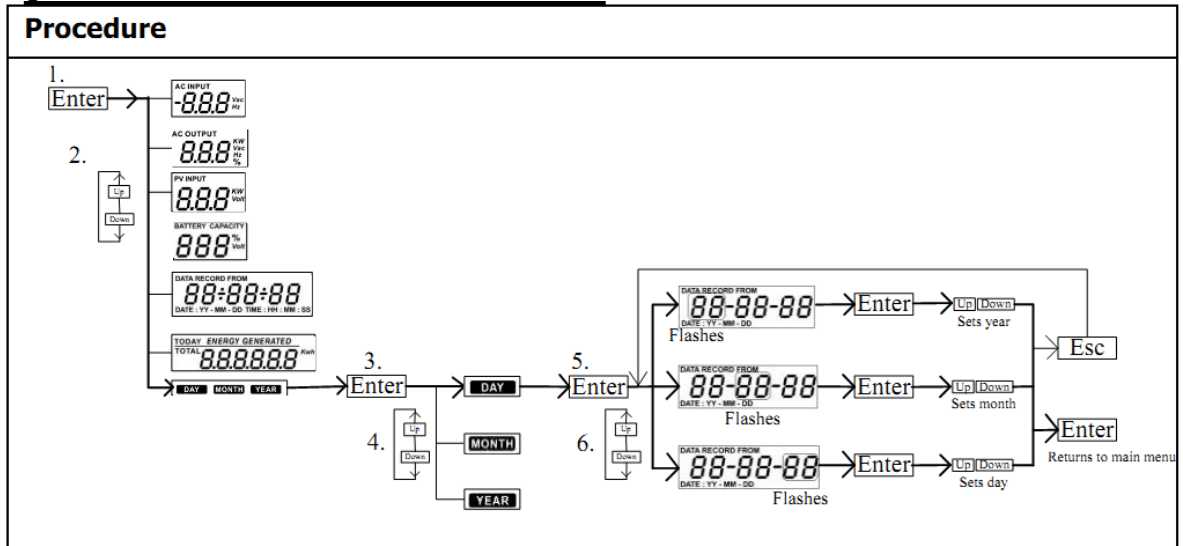 Procedure
1.
Enter
AC INPUT
-8.8.8 Vac
Hz
AC OUTPUT
8.8.8 KW
Vac
Hz
%
2.
Up
Down
PV INPUT
8.8.8 KW
Volt
BATTERY CAPACITY
888 %
Volt
DATA RECORD FROM
88:88:88
DATE : YY - MM - DD TIME : HH : MM : SS
TODAY ENERGY GENERATED
TOTAL 8.8.8.8.8.8 Kwh
DAY MONTH YEAR
3.
Enter
4.
Up
Down
DAY
MONTH
YEAR
5.
Enter
6.
Up
Down
DATA RECORD FROM
88-88-88
DATE : YY - MM - DD
Flashes
Enter
Up Down
Sets year
DATA RECORD FROM
88-88-88
DATE : YY - MM - DD
Flashes
Enter
Up Down
Sets month
DATA RECORD FROM
88-88-88
DATE : YY - MM - DD
Flashes
Enter
Up Down
Sets day
Esc
Enter
Returns to main menu